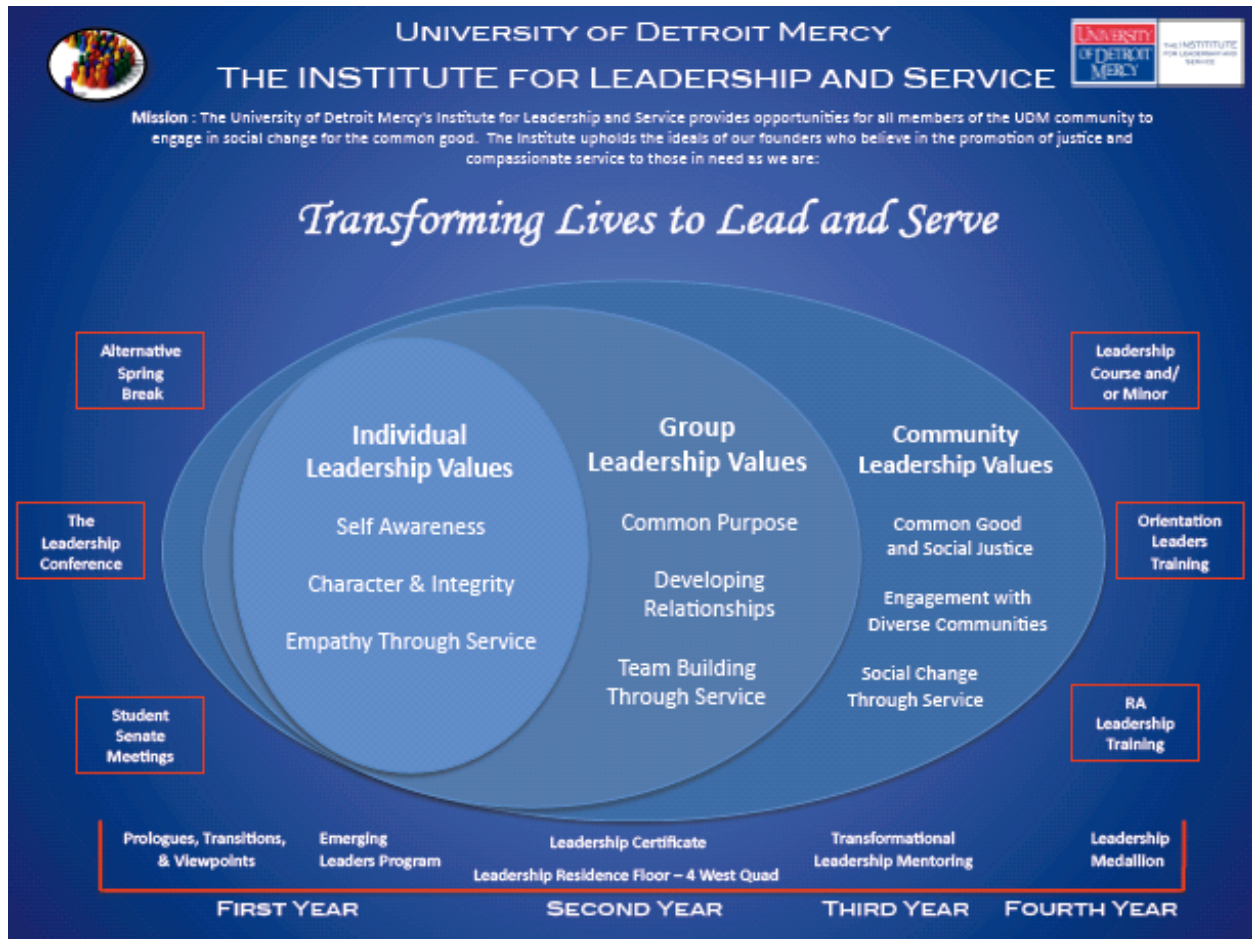 UNIVERSITY OF DETROIT MERCY
THE INSTITUTE FOR LEADERSHIP AND SERVICE
UNIVERSITY
OF DETROIT
MERCY
THE INSTITITUTE
FOR LEADERSHIP AND
SERVICE
Mission : The University of Detroit Mercy's Institute for Leadership and Service provides opportunities for all members of the UDM community to
engage in social change for the common good. The Institute upholds the ideals of our founders who believe in the promotion of justice and
compassionate service to those in need as we are:
Transforming Lives to Lead and Serve
Alternative
Spring
Break
The
Leadership
Conference
Student
Senate
Meetings
Individual
Leadership Values
Self Awareness
Character & Integrity
Empathy Through Service
Group
Leadership Values
Common Purpose
Developing
Relationships
Team Building
Through Service
Community
Leadership Values
Common Good
and Social Justice
Engagement with
Diverse Communities
Social Change
Through Service
Leadership
Course and/
or Minor
Orientation
Leaders
Training
RA
Leadership
Training
Prologues, Transitions,
& Viewpoints
Emerging
Leaders Program
Leadership Certificate
Leadership Residence Floor – 4 West Quad
Transformational
Leadership Mentoring
Leadership
Medallion
FIRST YEAR
SECOND YEAR
THIRD YEAR
FOURTH YEAR